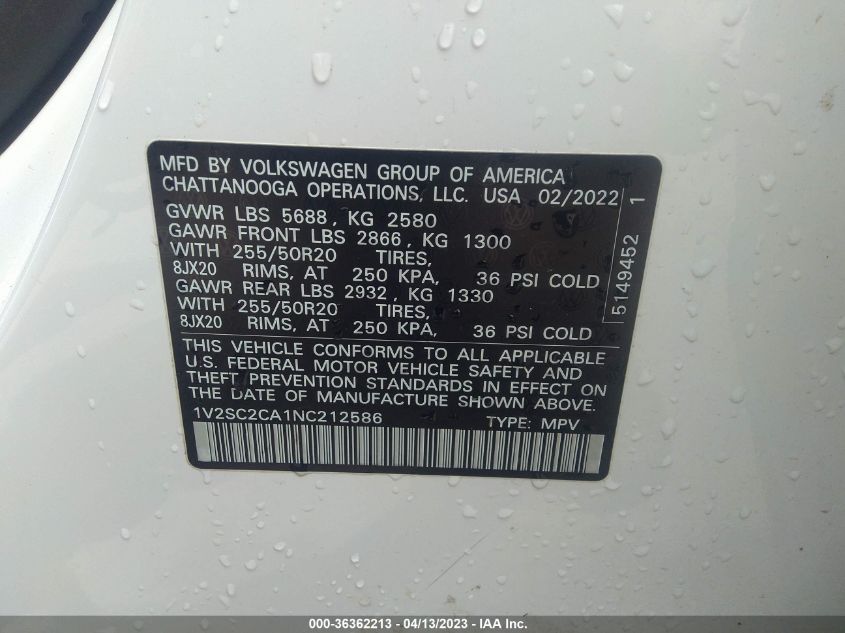 MFD BY VOLKSWAGEN GROUP OF AMERICA
CHATTANOOGA OPERATIONS, LLC. USA 02/2022
GVWR LBS 5688, KG 2580
GAWR FRONT LBS 2866, KG 1300
WITH 255/50R20 TIRES,
8JX20 RIMS, AT 250 KPA, 36 PSI COLD
GAWR REAR LBS 2932, KG 1330
WITH 255/50R20 TIRES,
8JX20 RIMS, AT 250 KPA, 36 PSI COLD
5149452 1
THIS VEHICLE CONFORMS TO ALL APPLICABLE
U.S. FEDERAL MOTOR VEHICLE SAFETY AND
THEFT PREVENTION STANDARDS IN EFFECT ON
THE DATE OF MANUFACTURE SHOWN ABOVE.
1V2SC2CA1NC212586 TYPE: MPV
000-36362213 - 04/13/2023 - IAA Inc.